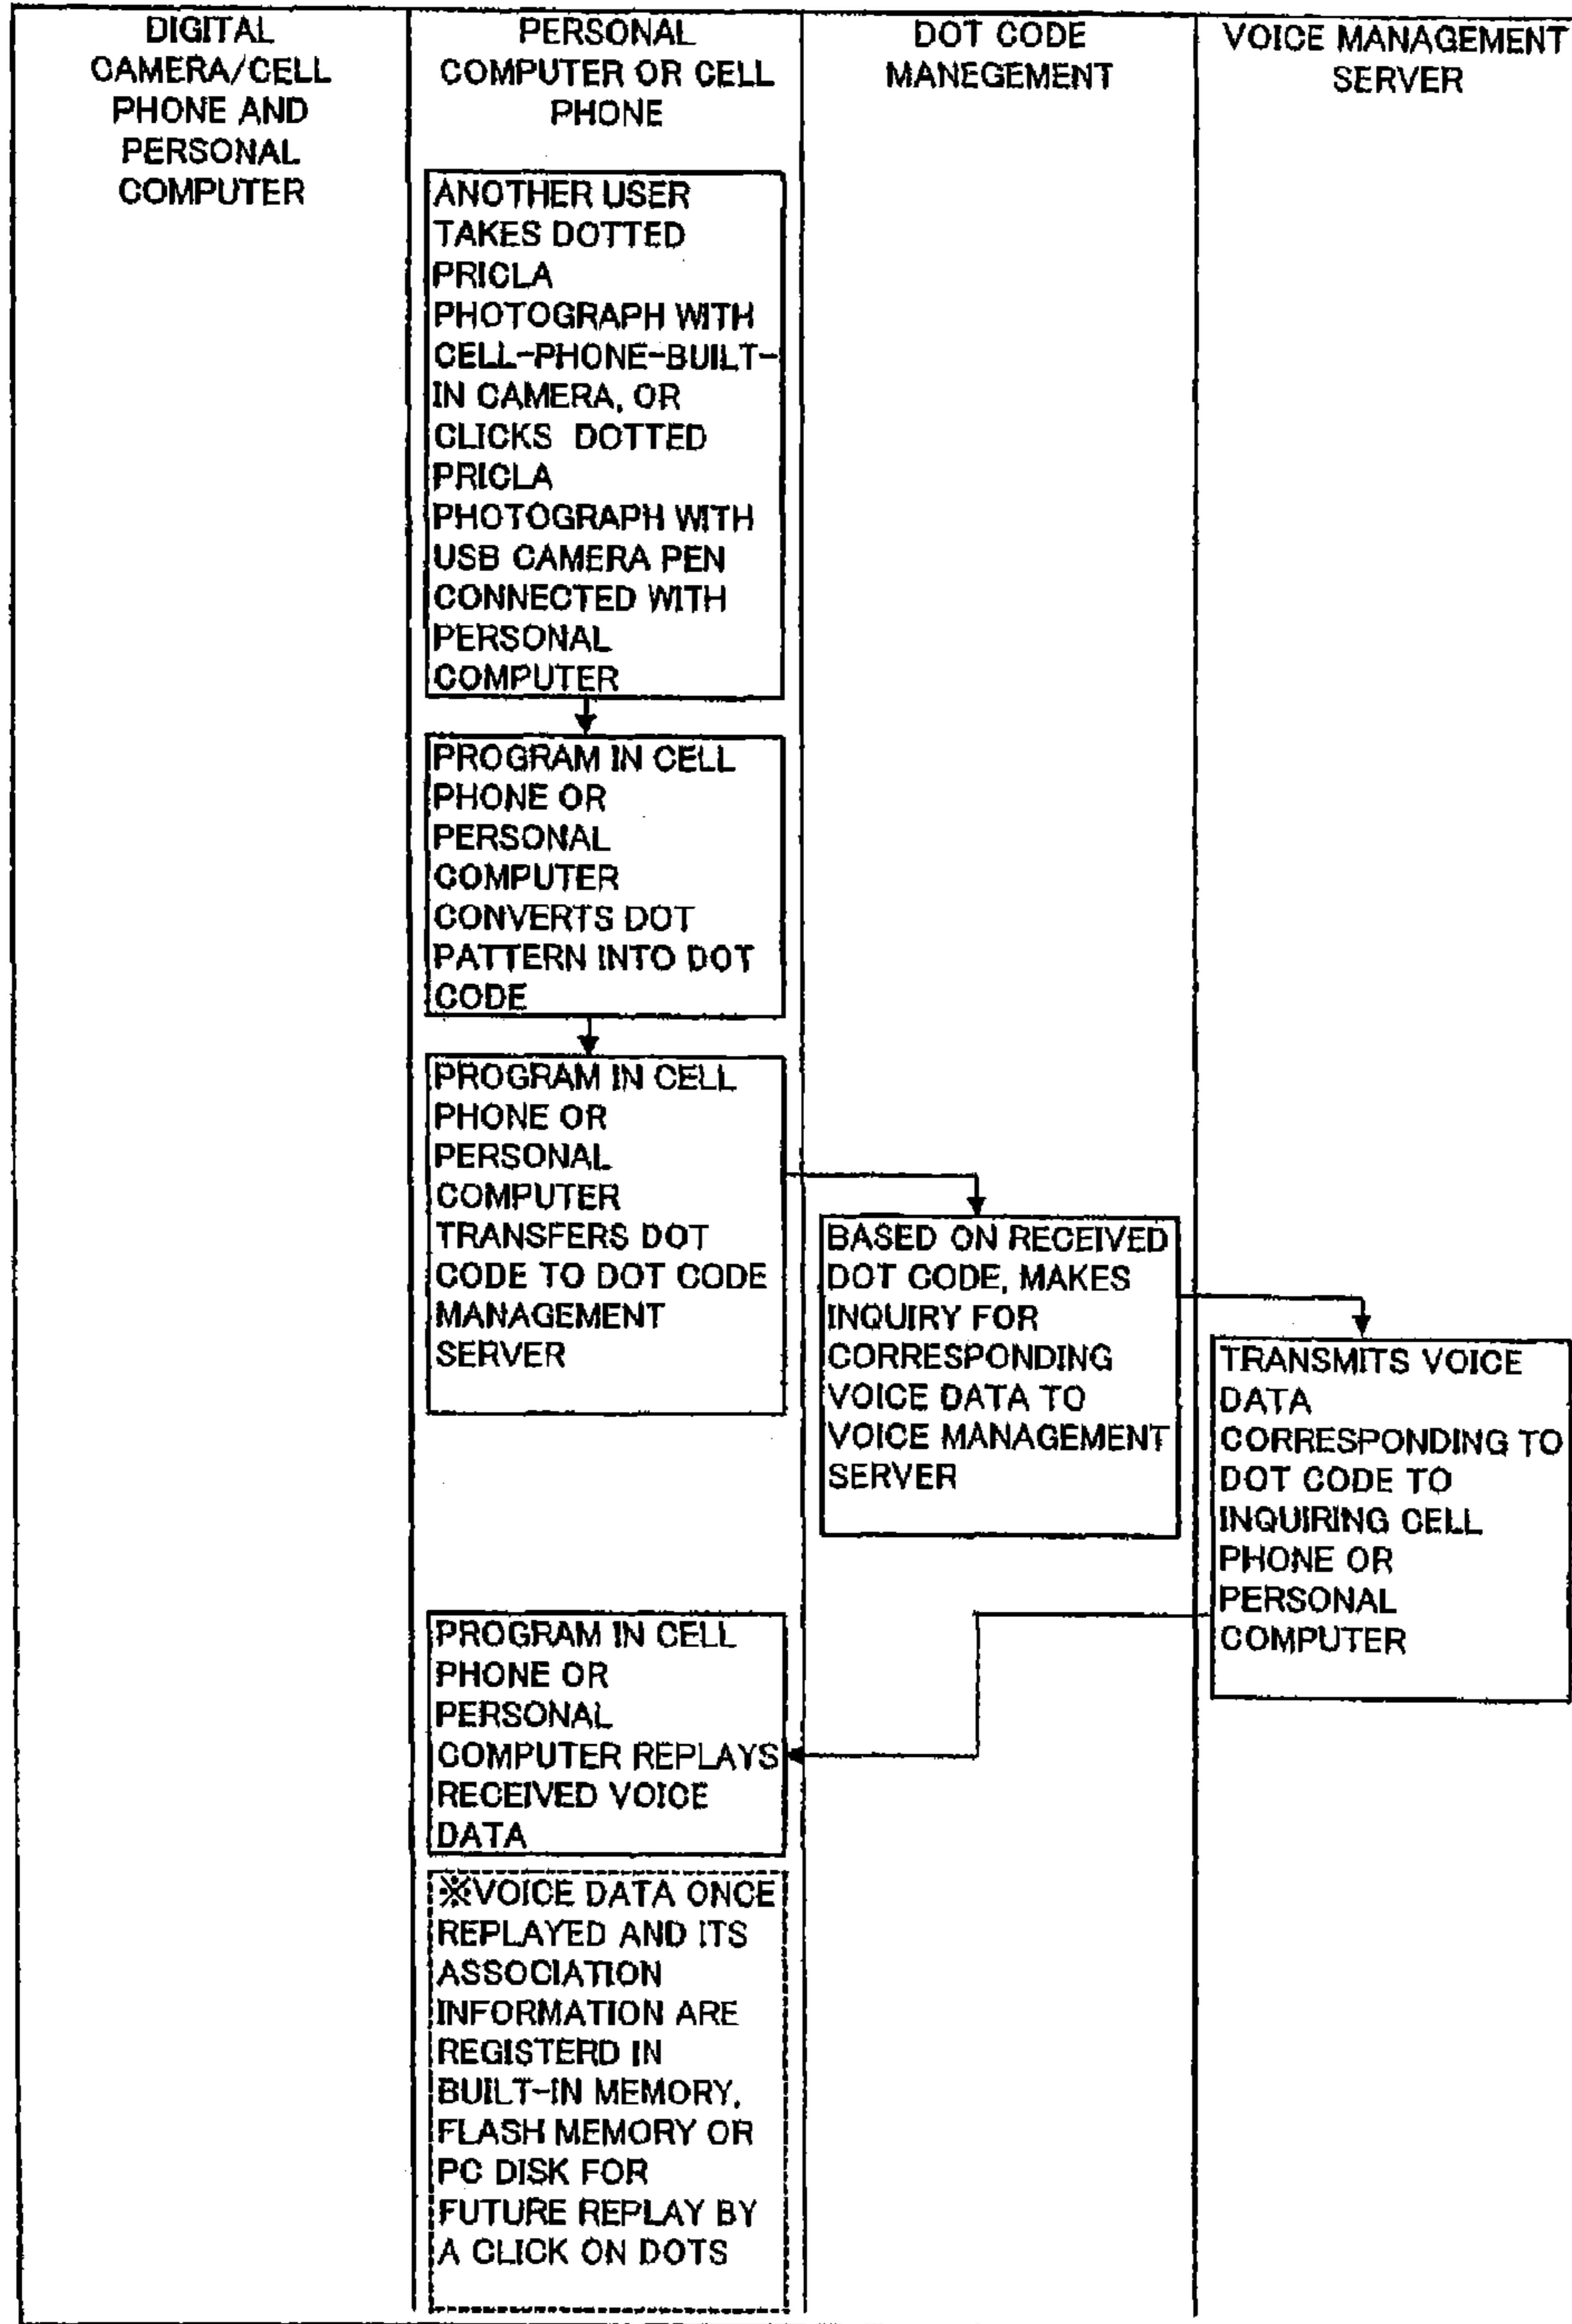 DIGITAL
CAMERA/CELL
PHONE AND
PERSONAL
COMPUTER
PERSONAL
COMPUTER OR CELL
PHONE
DOT CODE
MANEGEMENT
VOICE MANAGEMENT
SERVER
ANOTHER USER
TAKES DOTTED
PRICLA
PHOTOGRAPH WITH
CELL-PHONE-BUILT-
IN CAMERA, OR
CLICKS DOTTED
PRICLA
PHOTOGRAPH WITH
USB CAMERA PEN
CONNECTED WITH
PERSONAL
COMPUTER
PROGRAM IN CELL
PHONE OR
PERSONAL
COMPUTER
CONVERTS DOT
PATTERN INTO DOT
CODE
PROGRAM IN CELL
PHONE OR
PERSONAL
COMPUTER
TRANSFERS DOT
CODE TO DOT CODE
MANAGEMENT
SERVER
BASED ON RECEIVED
DOT CODE, MAKES
INQUIRY FOR
CORRESPONDING
VOICE DATA TO
VOICE MANAGEMENT
SERVER
TRANSMITS VOICE
DATA
CORRESPONDING TO
DOT CODE TO
INQUIRING CELL
PHONE OR
PERSONAL
COMPUTER
PROGRAM IN CELL
PHONE OR
PERSONAL
COMPUTER REPLAYS
RECEIVED VOICE
DATA
※VOICE DATA ONCE
REPLAYED AND ITS
ASSOCIATION
INFORMATION ARE
REGISTERD IN
BUILT-IN MEMORY,
FLASH MEMORY OR
PC DISK FOR
FUTURE REPLAY BY
A CLICK ON DOTS